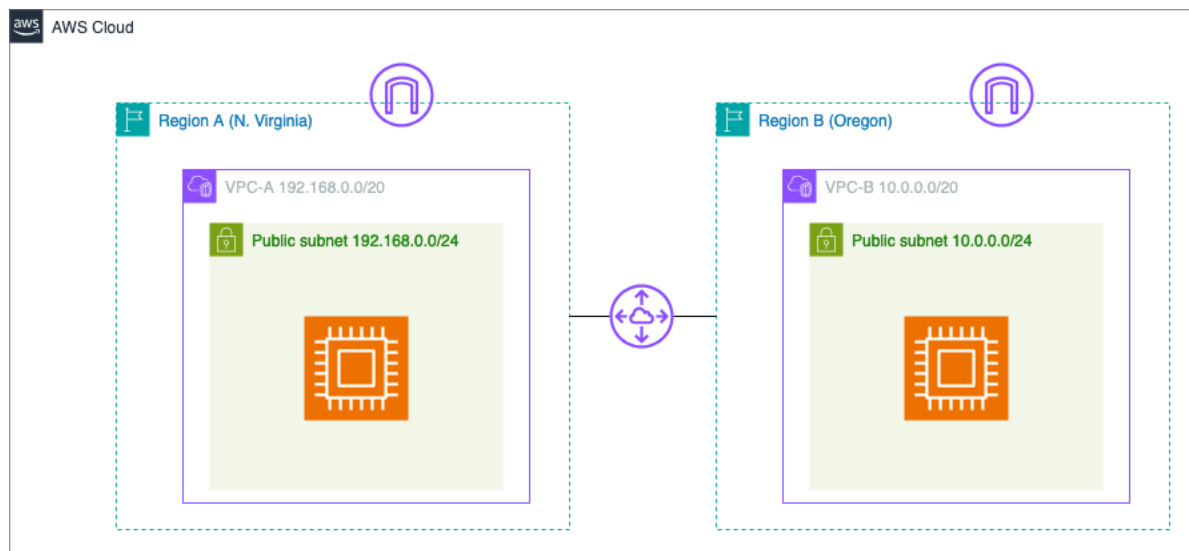 aws
AWS Cloud
Region A (N. Virginia)
Region B (Oregon)
VPC-A 192.168.0.0/20
VPC-B 10.0.0.0/20
Public subnet 192.168.0.0/24
Public subnet 10.0.0.0/24